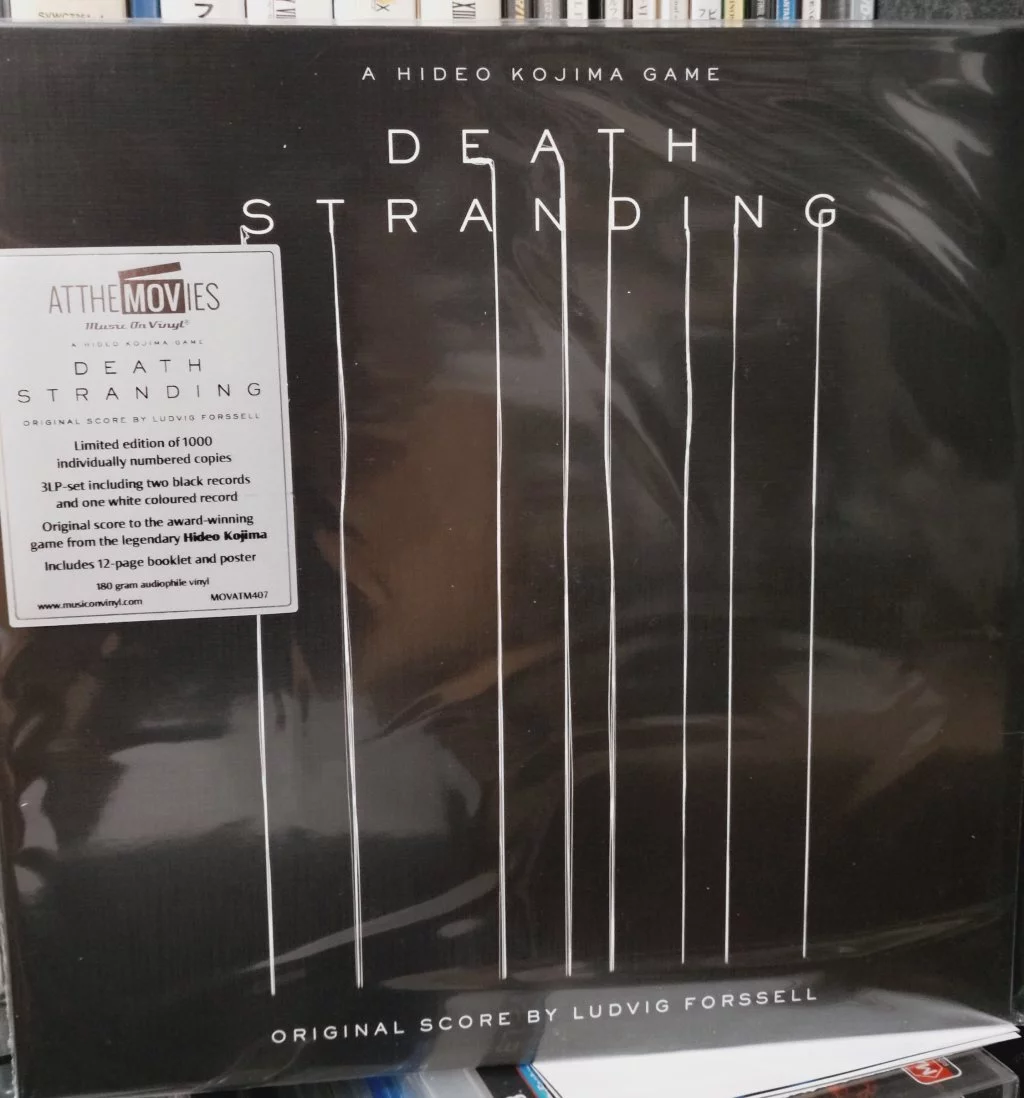 A HIDEO KOJIMA GAME
DEATH
STRANDING
ATTHEMOVIES
Music On Vinyl®
A HIDEO KOJIMA GAME
DEATH
STRANDING
ORIGINAL SCORE BY LUDVIG FORSSELL
Limited edition of 1000
individually numbered copies
3LP-set including two black records
and one white coloured record
Original score to the award-winning
game from the legendary Hideo Kojima
Includes 12-page booklet and poster
180 gram audiophile vinyl
www.musiconvinyl.com MOVATM407
ORIGINAL SCORE BY LUDVIG FORSSELL